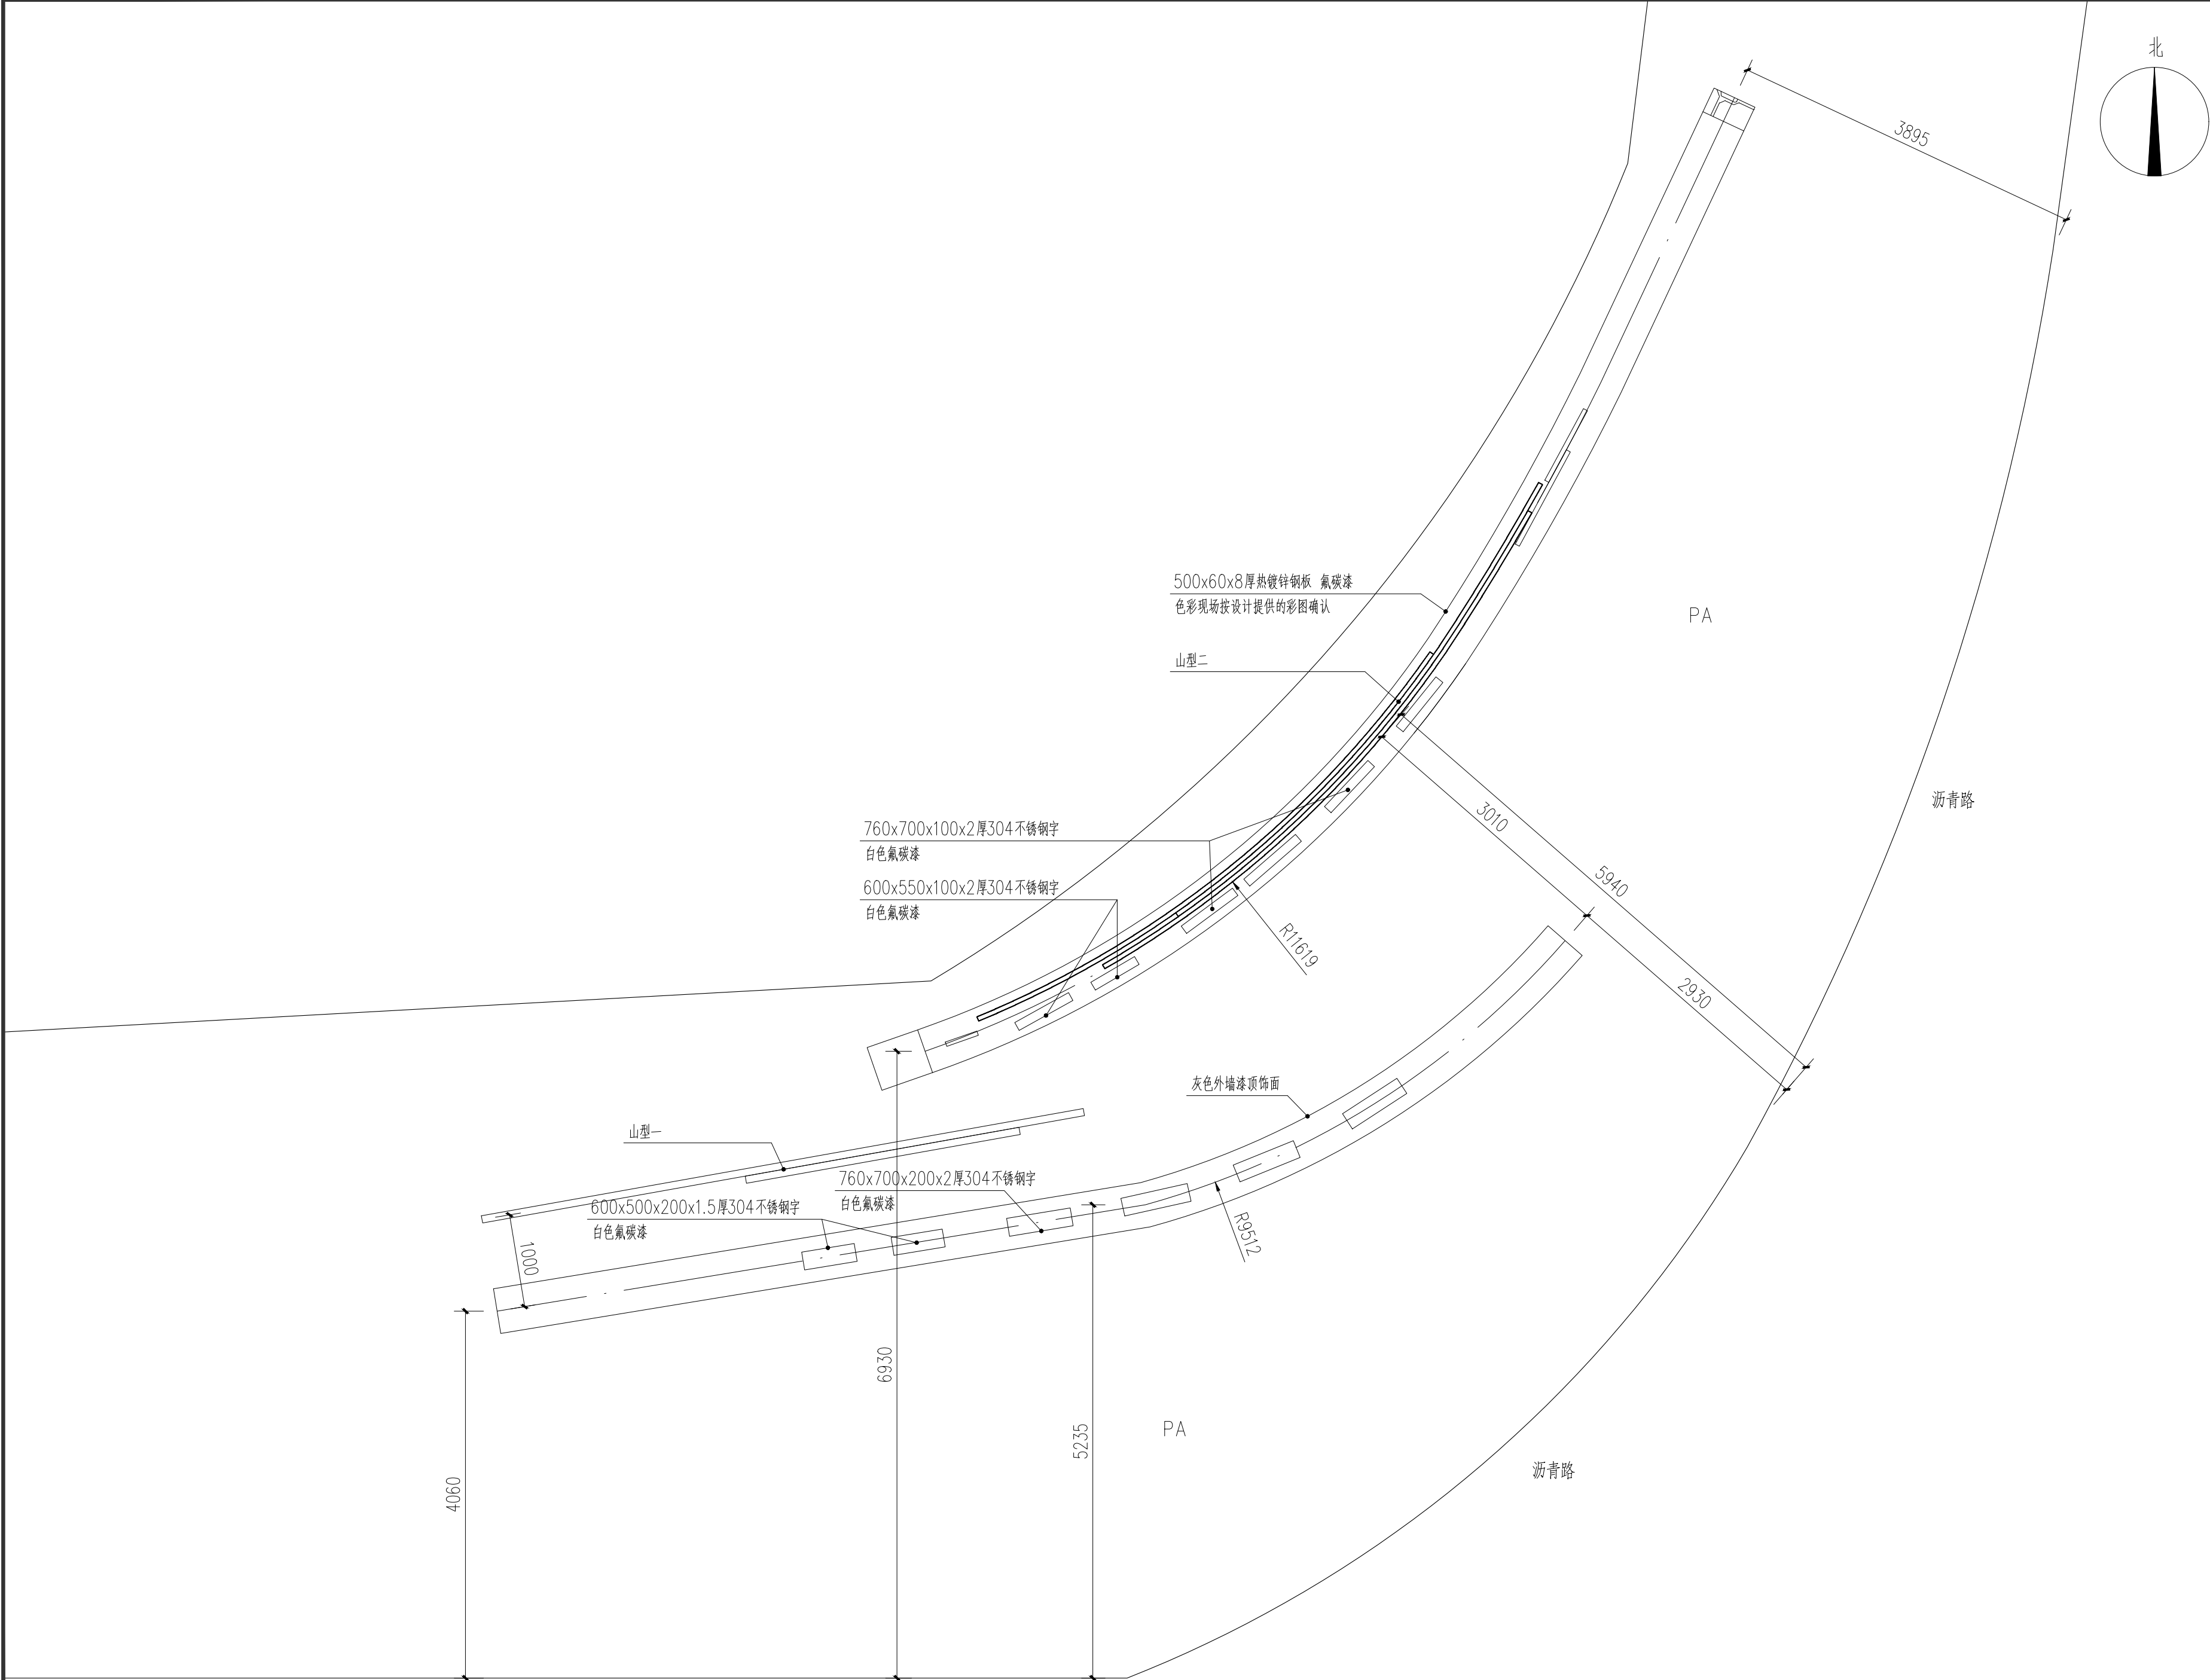 北
3895
500x60x8厚热镀锌钢板 氟碳漆
色彩现场按设计提供的彩图确认
PA
山型二
沥青路
760x700x100x2厚304不锈钢字
白色氟碳漆
3010
5940
600x550x100x2厚304不锈钢字
白色氟碳漆
R11619
2930
灰色外墙漆顶饰面
山型一
760x700x200x2厚304不锈钢字
白色氟碳漆
600x500x200x1.5厚304不锈钢字
白色氟碳漆
1000
R9512
6930
5235
PA
沥青路
4060